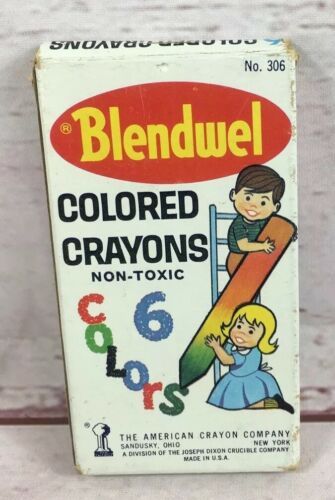 6 COLORED CRAYONS
No. 306
® Blendwel
COLORED
CRAYONS
NON-TOXIC
6
COLORS
®
THE AMERICAN CRAYON COMPANY
SANDUSKY, OHIO NEW YORK
A DIVISION OF THE JOSEPH DIXON CRUCIBLE COMPANY
MADE IN U.S.A.